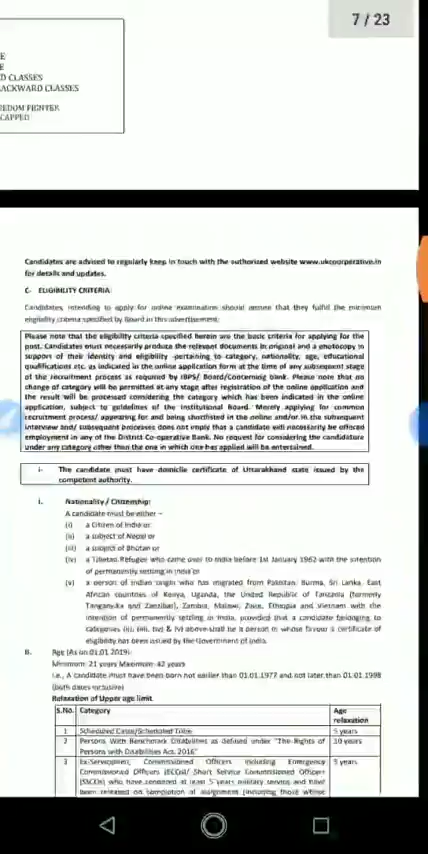 7 / 23
E
E
D CLASSES
ACKWARD CLASSES
EEDOM FIGHTER
CAPPED
Candidates are advised to regularly keep in touch with the authorized website www.ukcooperative.in
for details and updates.
C- ELIGIBILITY CRITERIA
Candidates, intending to apply for online examination should ensure that they fulfil the minimum
eligibility criteria specified by Board in this advertisement:
Please note that the eligibility criteria specified herein are the basic criteria for applying for the
post. Candidates must necessarily produce the relevant documents in original and a photocopy in
support of their identity and eligibility -pertaining to category, nationality, age, educational
qualifications etc. as indicated in the online application form at the time of any subsequent stage
of the recruitment process as required by IBPS/ Board/Concerning bank. Please note that no
change of category will be permitted at any stage after registration of the online application and
the result will be processed considering the category which has been indicated in the online
application, subject to guidelines of the Institutional Board. Merely applying for common
recruitment process/ appearing for and being shortlisted in the online and/or in the subsequent
interview and/ subsequent processes does not imply that a candidate will necessarily be offered
employment in any of the District Co-operative Bank. No request for considering the candidature
under any category other than the one in which one has applied will be entertained.
i- The candidate must have domicile certificate of Uttarakhand state issued by the
competent authority.
i. Nationality / Citizenship:
A candidate must be either -
(i) a Citizen of India or
(ii) a subject of Nepal or
(iii) a subject of Bhutan or
(iv) a Tibetan Refugee who came over to India before 1st January 1962 with the intention
of permanently settling in India or
(v) a person of Indian origin who has migrated from Pakistan, Burma, Sri Lanka, East
African countries of Kenya, Uganda, the United Republic of Tanzania (formerly
Tanganyika and Zanzibar), Zambia, Malawi, Zaire, Ethiopia and Vietnam with the
intention of permanently settling in India, provided that a candidate belonging to
categories (ii), (iii), (iv) & (v) above shall be a person in whose favour a certificate of
eligibility has been issued by the Government of India.
B. Age (As on 01.01.2019):
Minimum: 21 years Maximum: 42 years
i.e., A candidate must have been born not earlier than 01.01.1977 and not later than 01.01.1998
(both dates inclusive)
Relaxation of Upper age limit
S.No. Category Age
relaxation
1 Scheduled Caste/Scheduled Tribe 5 years
2 Persons With Benchmark Disabilities as defined under "The Rights of 10 years
Persons with Disabilities Act, 2016"
3 Ex-Servicemen, Commissioned Officers including Emergency 5 years
Commissioned Officers (ECOs)/ Short Service Commissioned Officers
(SSCOs) who have rendered at least 5 years military service and have
been released on completion of assignment (including those whose